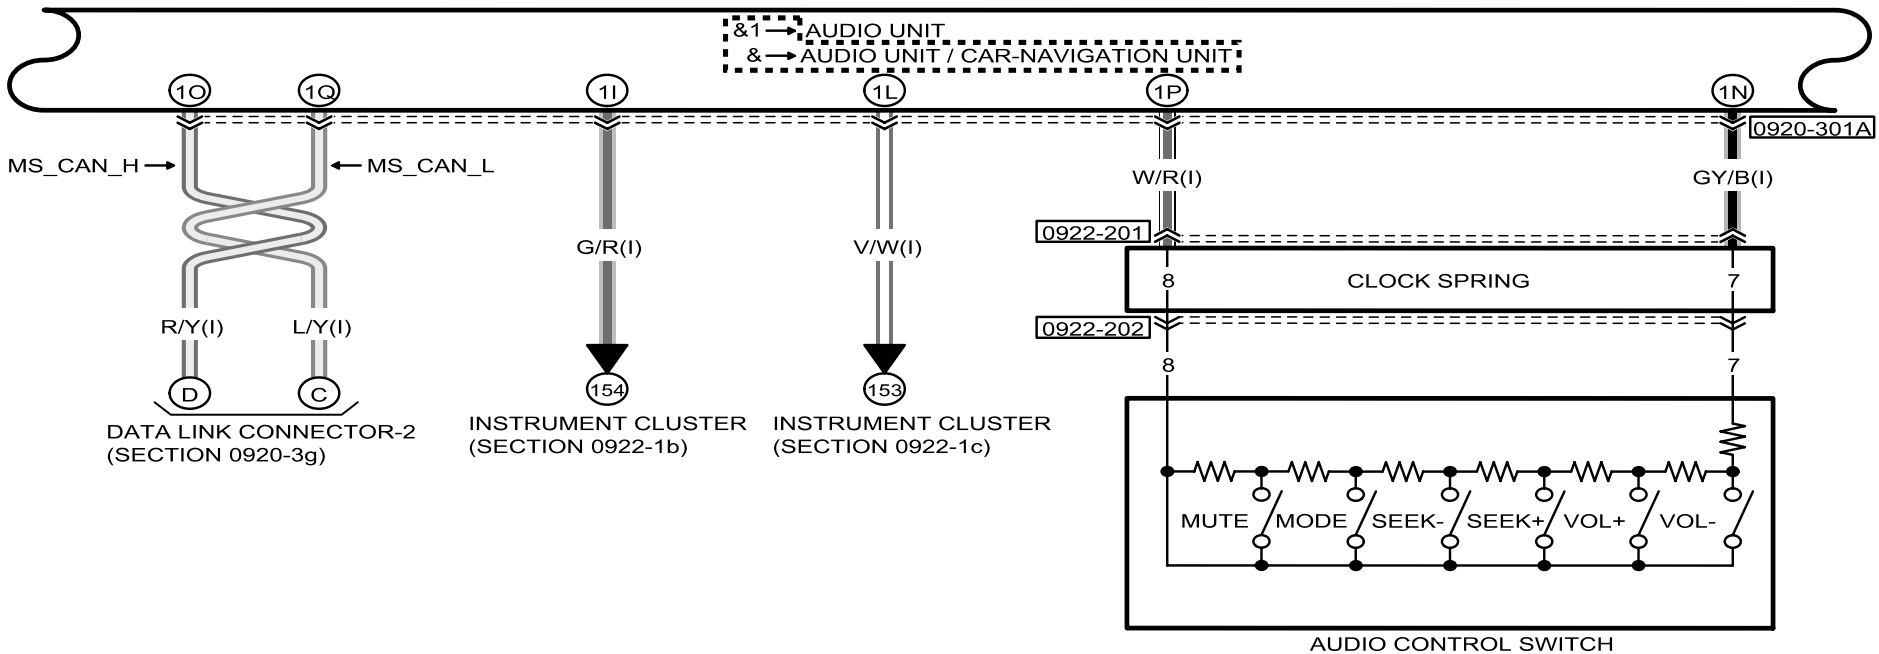 &1 AUDIO UNIT
& AUDIO UNIT / CAR-NAVIGATION UNIT
1O 1Q 1I 1L 1P 1N
0920-301A
MS_CAN_H MS_CAN_L
W/R(I) GY/B(I)
0922-201
G/R(I) V/W(I)
8 CLOCK SPRING 7
R/Y(I) L/Y(I)
0922-202
8 7
D C 154 153
INSTRUMENT CLUSTER
(SECTION 0922-1b)
INSTRUMENT CLUSTER
(SECTION 0922-1c)
DATA LINK CONNECTOR-2
(SECTION 0920-3g)
MUTE MODE SEEK- SEEK+ VOL+ VOL-
AUDIO CONTROL SWITCH